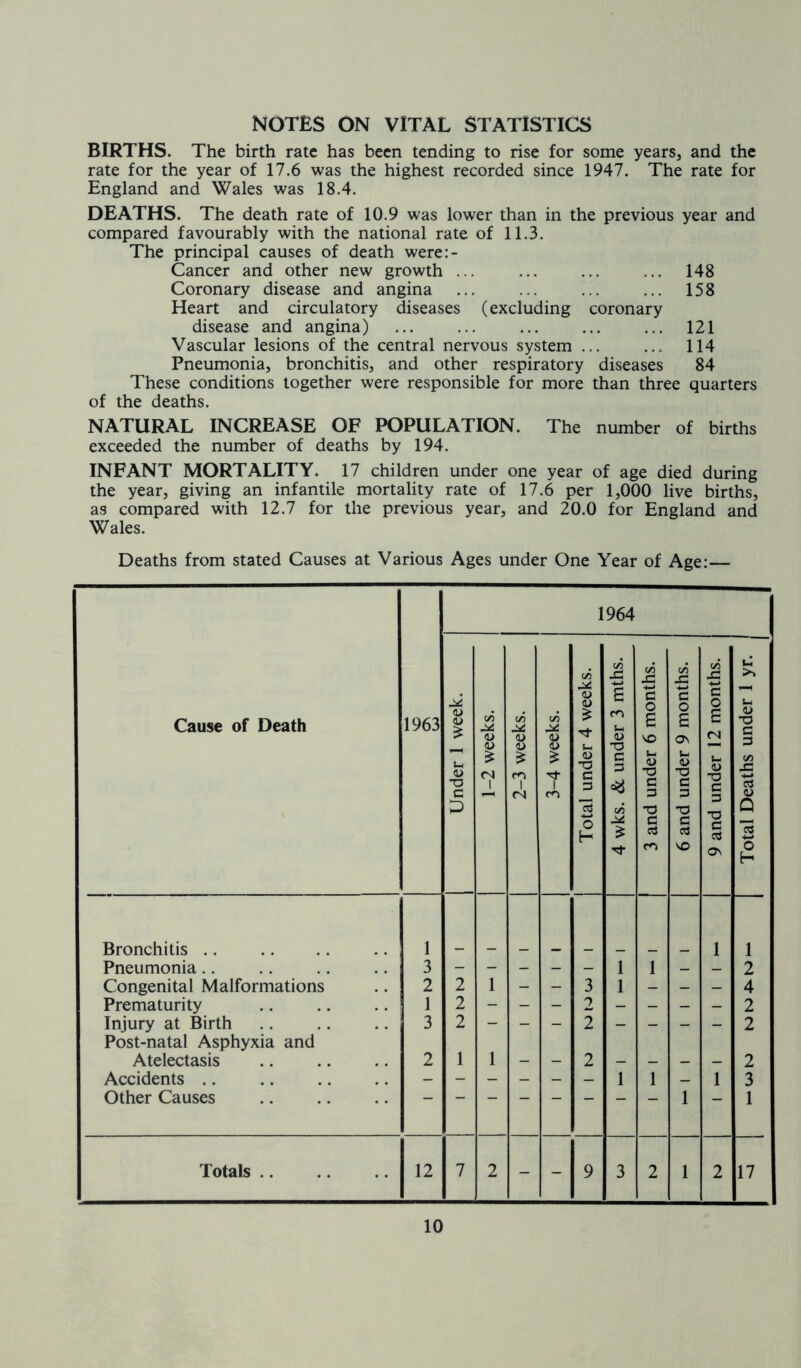 NOTES ON VITAL STATISTICS
BIRTHS. The birth rate has been tending to rise for some years, and the
rate for the year of 17.6 was the highest recorded since 1947. The rate for
England and Wales was 18.4.
DEATHS. The death rate of 10.9 was lower than in the previous year and
compared favourably with the national rate of 11.3.
The principal causes of death were:-
Cancer and other new growth ... ... ... ... 148
Coronary disease and angina ... ... ... ... 158
Heart and circulatory diseases (excluding coronary
disease and angina) ... ... ... ... ... 121
Vascular lesions of the central nervous system ... ... 114
Pneumonia, bronchitis, and other respiratory diseases 84
These conditions together were responsible for more than three quarters
of the deaths.
NATURAL INCREASE OF POPULATION. The number of births
exceeded the number of deaths by 194.
INFANT MORTALITY. 17 children under one year of age died during
the year, giving an infantile mortality rate of 17.6 per 1,000 live births,
as compared with 12.7 for the previous year, and 20.0 for England and
Wales.
Deaths from stated Causes at Various Ages under One Year of Age:—
1964
Cause of Death 1963 Under 1 week. 1–2 weeks. 2–3 weeks. 3–4 weeks. Total under 4 weeks. 4 wks. & under 3 mths. 3 and under 6 months. 6 and under 9 months. 9 and under 12 months. Total Deaths under 1 yr.
Bronchitis .. .. .. .. 1 – – – – – – – – 1 1
Pneumonia .. .. .. .. 3 – – – – – 1 1 – – 2
Congenital Malformations .. 2 2 1 – – 3 1 – – – 4
Prematurity .. .. .. 1 2 – – – 2 – – – – 2
Injury at Birth .. .. .. 3 2 – – – 2 – – – – 2
Post-natal Asphyxia and
Atelectasis .. .. .. 2 1 1 – – 2 – – – – 2
Accidents .. .. .. .. – – – – – – 1 1 – 1 3
Other Causes .. .. .. – – – – – – – – 1 – 1
Totals .. .. .. 12 7 2 – – 9 3 2 1 2 17
10